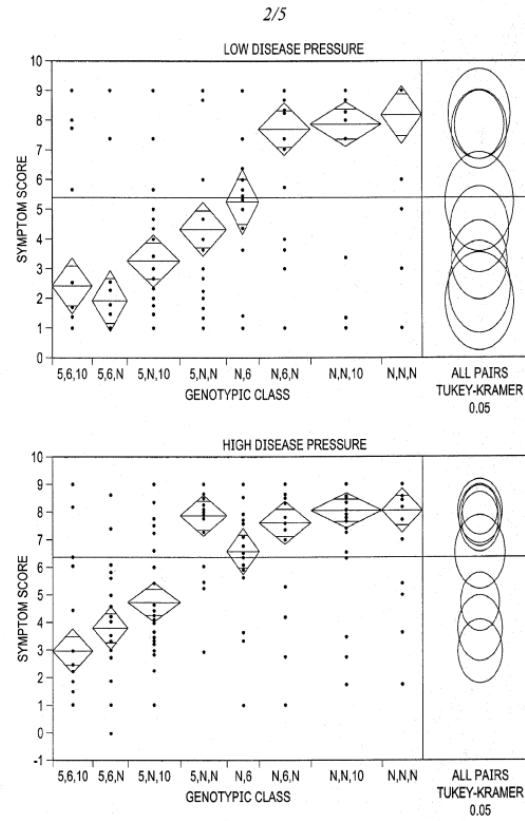 2/5
LOW DISEASE PRESSURE
10
9
8
7
6
5
4
3
2
1
0
SYMPTOM SCORE
5,6,10 5,6,N 5,N,10 5,N,N N,6 N,6,N N,N,10 N,N,N
GENOTYPIC CLASS
ALL PAIRS
TUKEY-KRAMER
0.05
HIGH DISEASE PRESSURE
10
9
8
7
6
5
4
3
2
1
0
-1
SYMPTOM SCORE
5,6,10 5,6,N 5,N,10 5,N,N N,6 N,6,N N,N,10 N,N,N
GENOTYPIC CLASS
ALL PAIRS
TUKEY-KRAMER
0.05